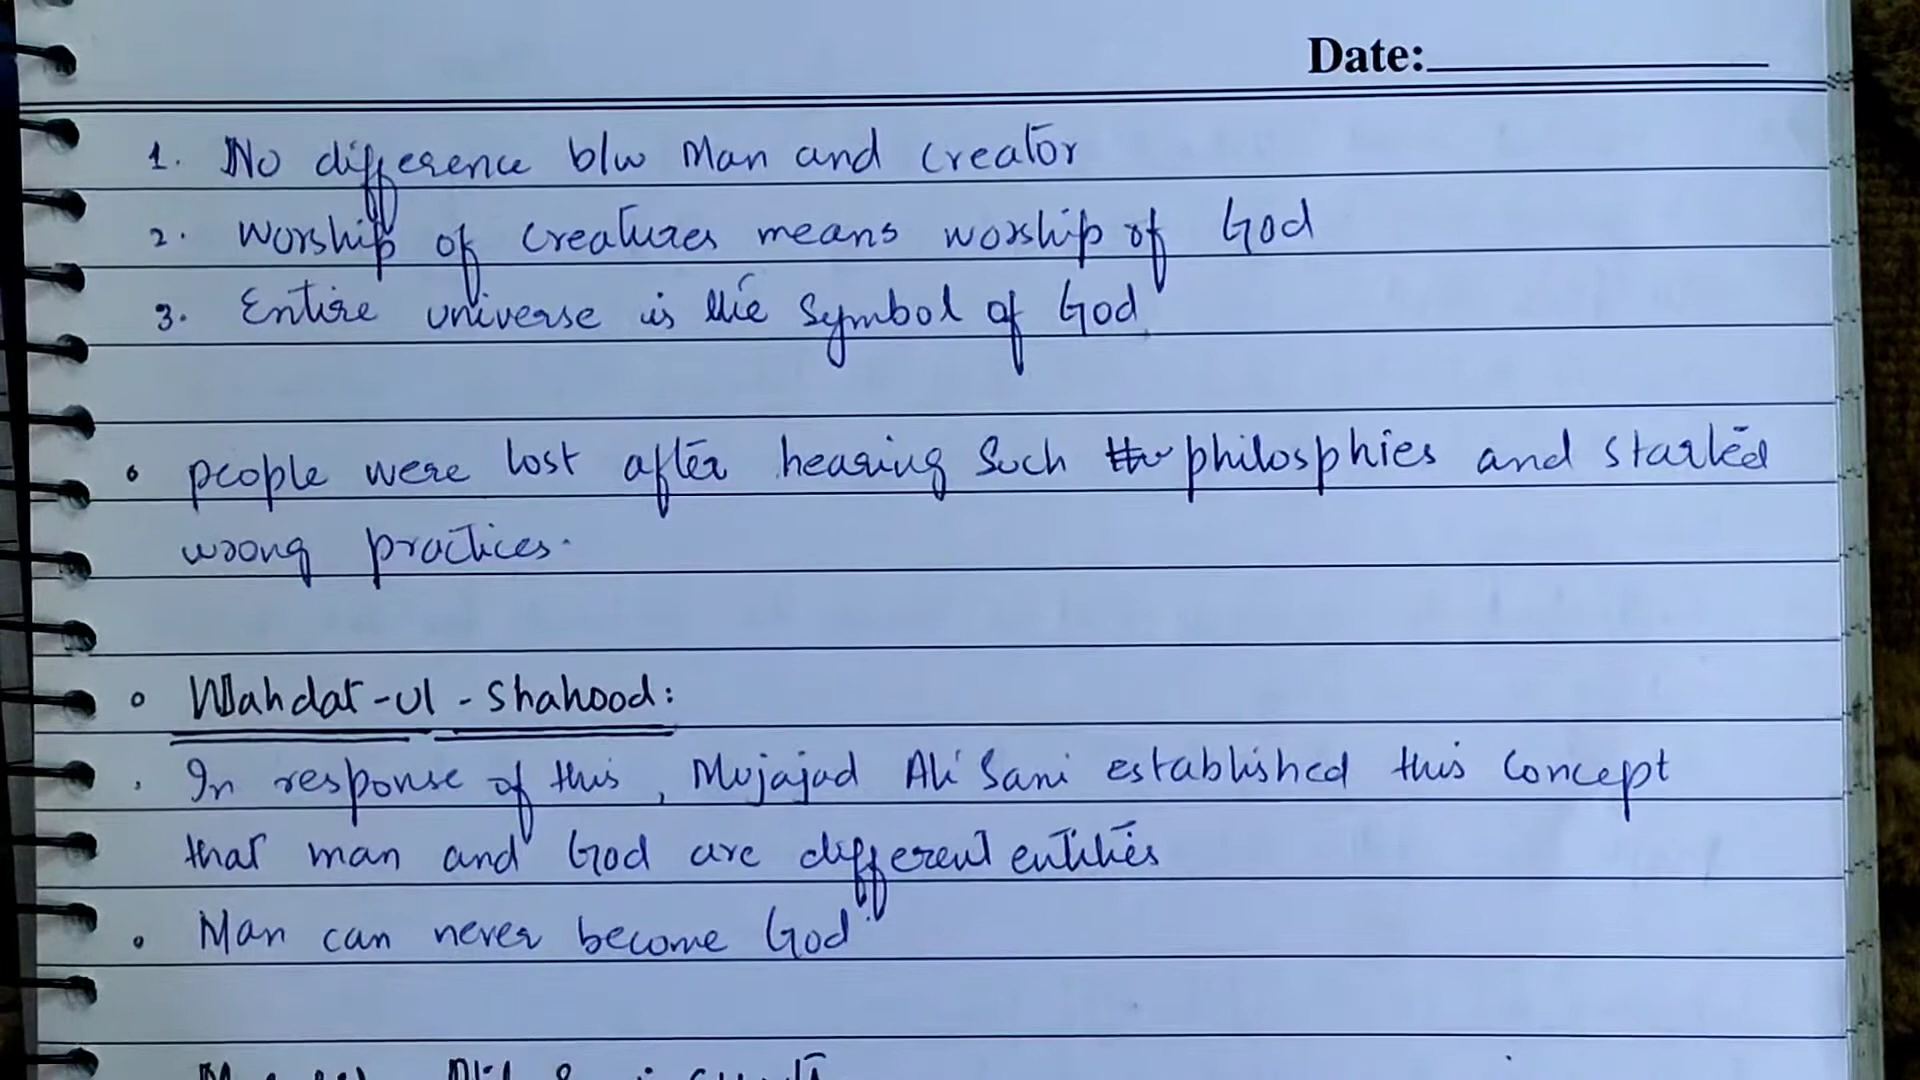 Date:
1. No difference b/w Man and Creator
2. Worship of Creatures means worship of God
3. Entire universe is the Symbol of God
people were lost after hearing Such philosphies and started
wrong practices.
Wahdat-ul-Shahood:
In response of this, Mujajad Ali Sani established this Concept
that man and God are different entities
Man can never become God